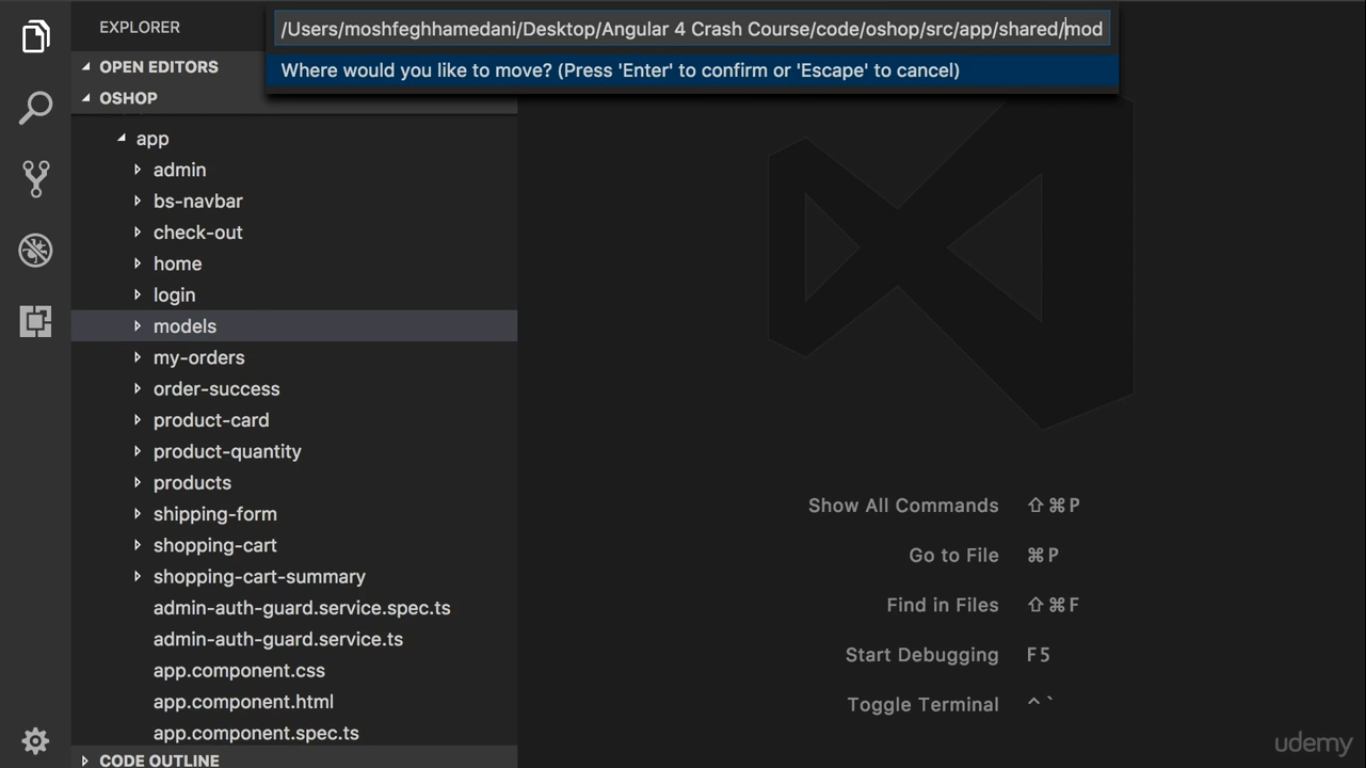 EXPLORER
/Users/moshfeghhamedani/Desktop/Angular 4 Crash Course/code/oshop/src/app/shared/mod
Where would you like to move? (Press 'Enter' to confirm or 'Escape' to cancel)
OPEN EDITORS
OSHOP
app
admin
bs-navbar
check-out
home
login
models
my-orders
order-success
product-card
product-quantity
products
shipping-form
shopping-cart
shopping-cart-summary
admin-auth-guard.service.spec.ts
admin-auth-guard.service.ts
app.component.css
app.component.html
app.component.spec.ts
CODE OUTLINE
Show All Commands ⇧⌘P
Go to File ⌘P
Find in Files ⇧⌘F
Start Debugging F5
Toggle Terminal ⌃`
udemy